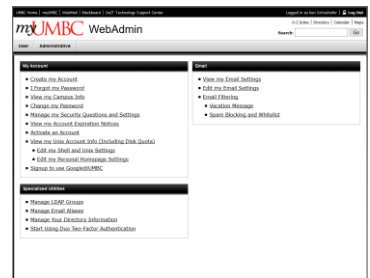 UMBC Home | myUMBC | WebMail | Blackboard | DoIT Technology Support Center
Logged in as
Log Out
A-Z Index | Directory | Calendar | Maps
myUMBC WebAdmin
Search:
Go
User Administrative
My Account
Create my Account
I Forgot my Password
View my Campus Info
Change my Password
Manage my Security Questions and Settings
View my Account Expiration Notices
Activate an Account
View my Unix Account Info (Including Disk Quota)
Edit my Shell and Unix Settings
Edit my Personal Homepage Settings
Signup to use Google@UMBC
Specialized Utilities
Manage LDAP Groups
Manage Email Aliases
Manage Your Directory Information
Start Using Duo Two-Factor Authentication
Email
View my Email Settings
Edit my Email Settings
Email Filtering
Vacation Message
Spam Blocking and Whitelist